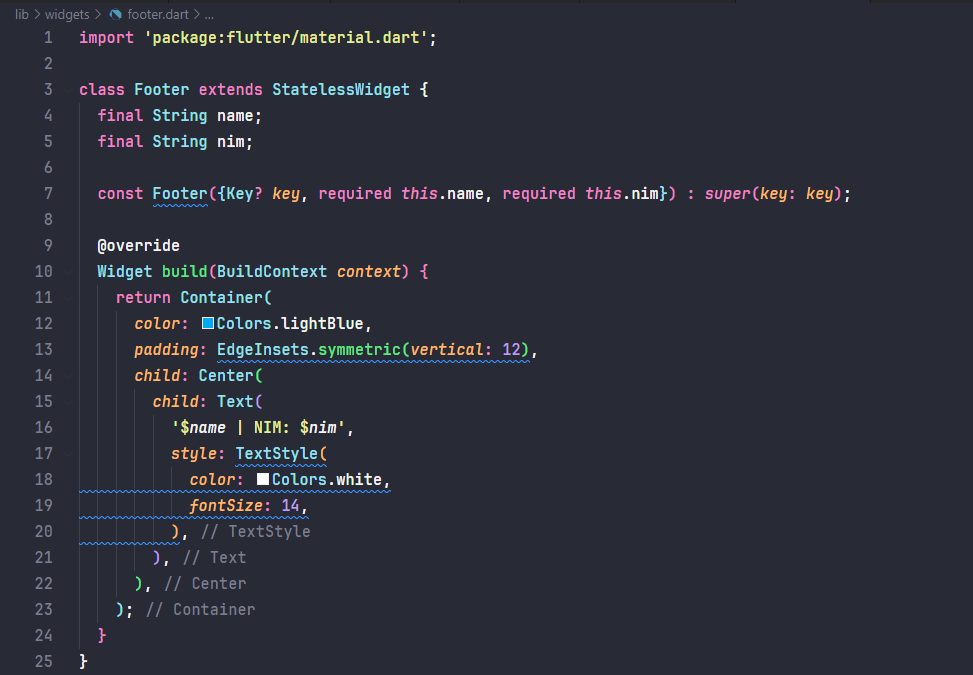 lib > widgets > footer.dart > ...
1 import 'package:flutter/material.dart';
2
3 class Footer extends StatelessWidget {
4   final String name;
5   final String nim;
6
7   const Footer({Key? key, required this.name, required this.nim}) : super(key: key);
8
9   @override
10   Widget build(BuildContext context) {
11     return Container(
12       color: Colors.lightBlue,
13       padding: EdgeInsets.symmetric(vertical: 12),
14       child: Center(
15         child: Text(
16           '$name | NIM: $nim',
17           style: TextStyle(
18             color: Colors.white,
19             fontSize: 14,
20           ), // TextStyle
21         ), // Text
22       ), // Center
23     ); // Container
24   }
25 }